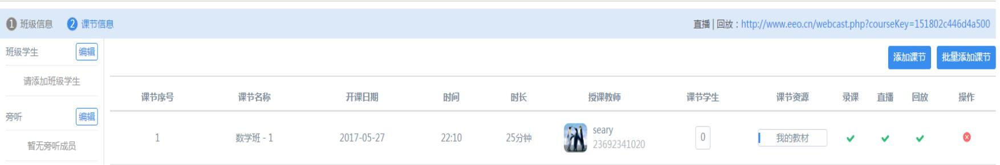 1 班级信息 2 课节信息 直播 | 回放 : http://www.eeo.cn/webcast.php?courseKey=151802c446d4a500
班级学生 编辑
添加课节 批量添加课节
请添加班级学生
课节序号 课节名称 开课日期 时间 时长 授课教师 课节学生 课节资源 录课 直播 回放 操作
旁听 编辑
1 数学班 - 1 2017-05-27 22:10 25分钟 seary 0 我的教材
23692341020
暂无旁听成员